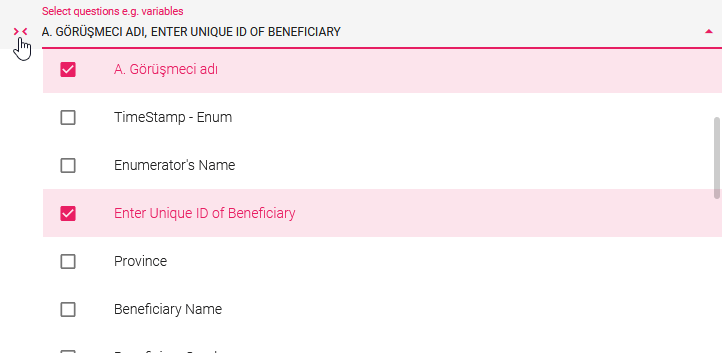 Select questions e.g. variables
A. GÖRÜŞMECI ADI, ENTER UNIQUE ID OF BENEFICIARY
A. Görüşmeci adı
TimeStamp - Enum
Enumerator's Name
Enter Unique ID of Beneficiary
Province
Beneficiary Name